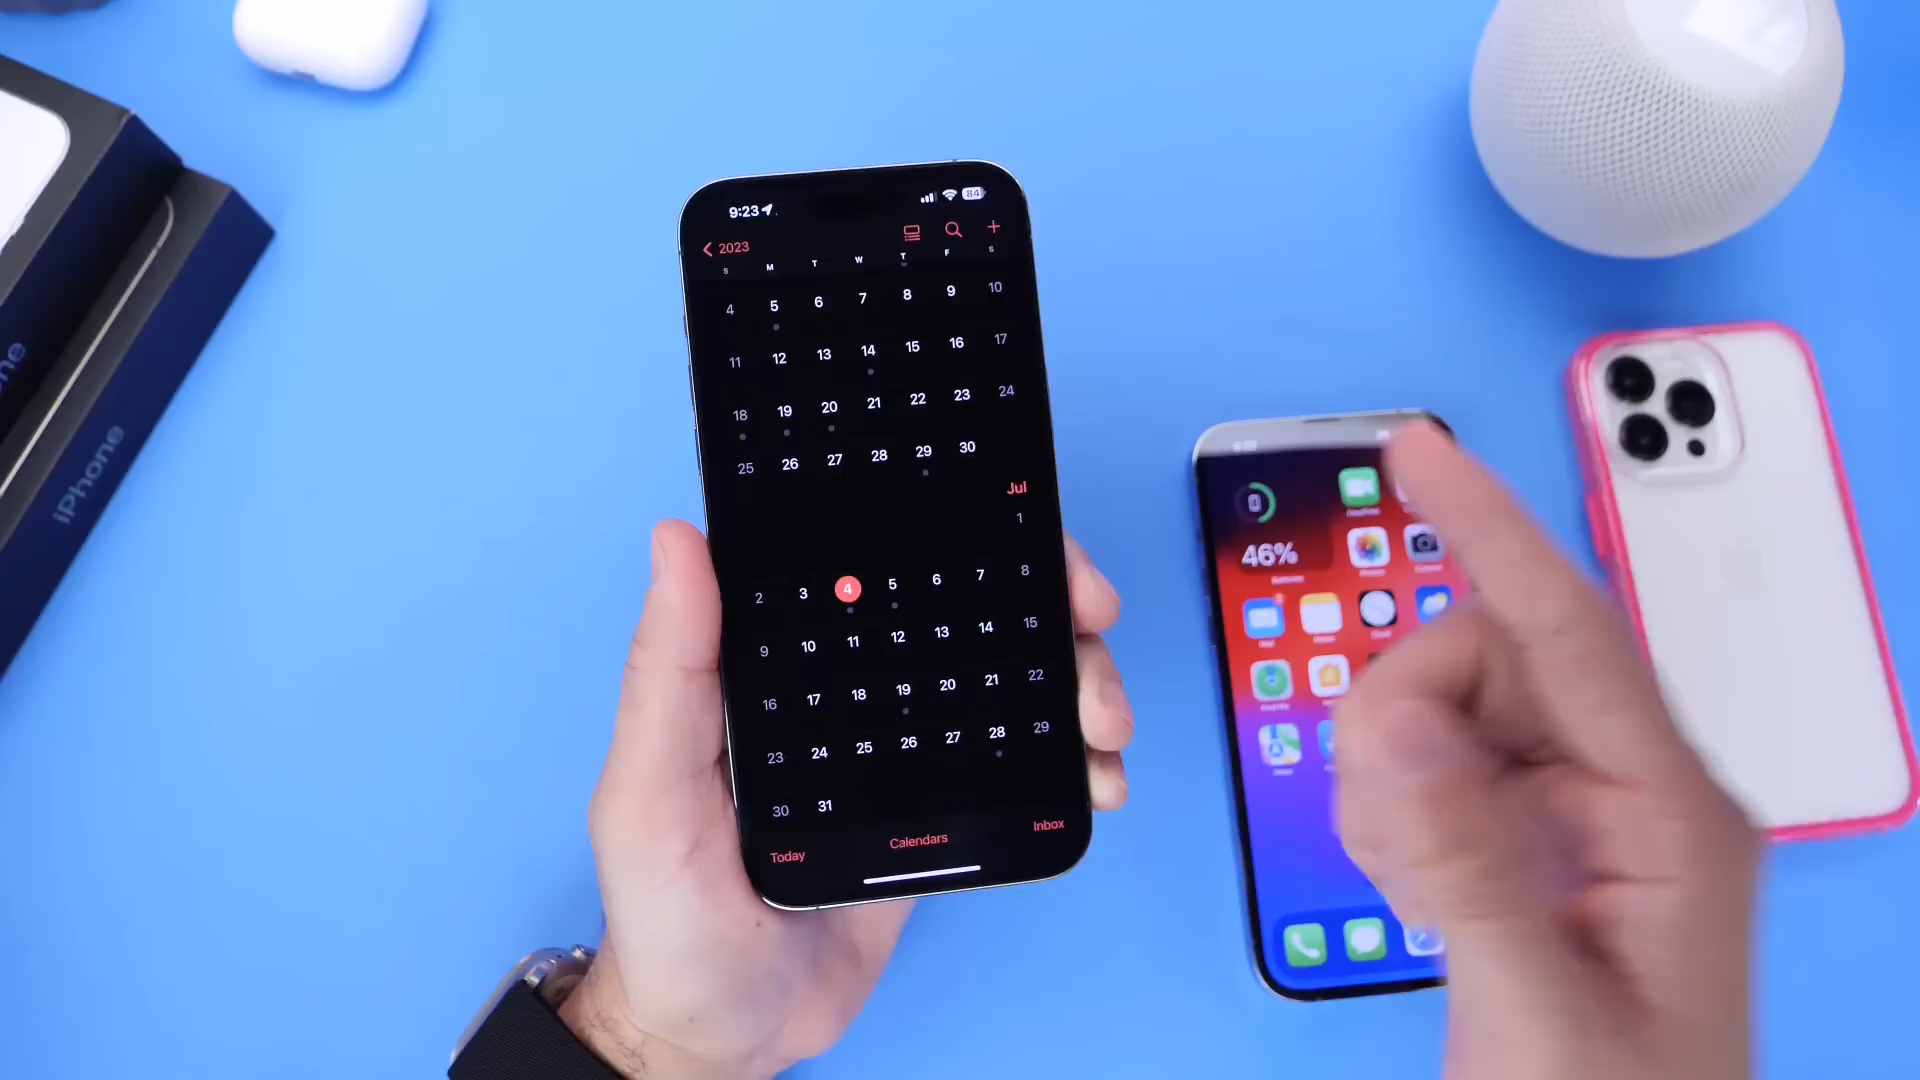 9:23
84
2023
S M T W T F S
4 5 6 7 8 9 10
11 12 13 14 15 16 17
18 19 20 21 22 23 24
25 26 27 28 29 30
Jul
1
2 3 4 5 6 7 8
9 10 11 12 13 14 15
16 17 18 19 20 21 22
23 24 25 26 27 28 29
30 31
Today Calendars Inbox
46%
iPhone